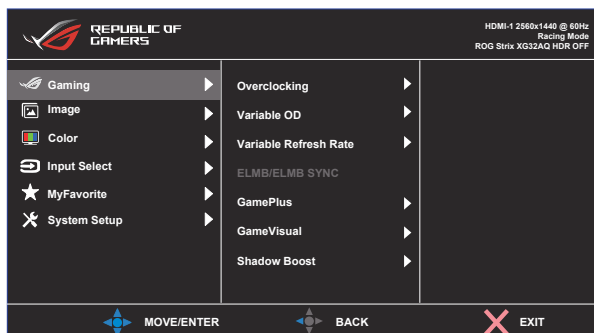 REPUBLIC OF
GAMERS
HDMI-1 2560x1440 @ 60Hz
Racing Mode
ROG Strix XG32AQ HDR OFF
Gaming
Image
Color
Input Select
MyFavorite
System Setup
Overclocking
Variable OD
Variable Refresh Rate
ELMB/ELMB SYNC
GamePlus
GameVisual
Shadow Boost
MOVE/ENTER
BACK
EXIT